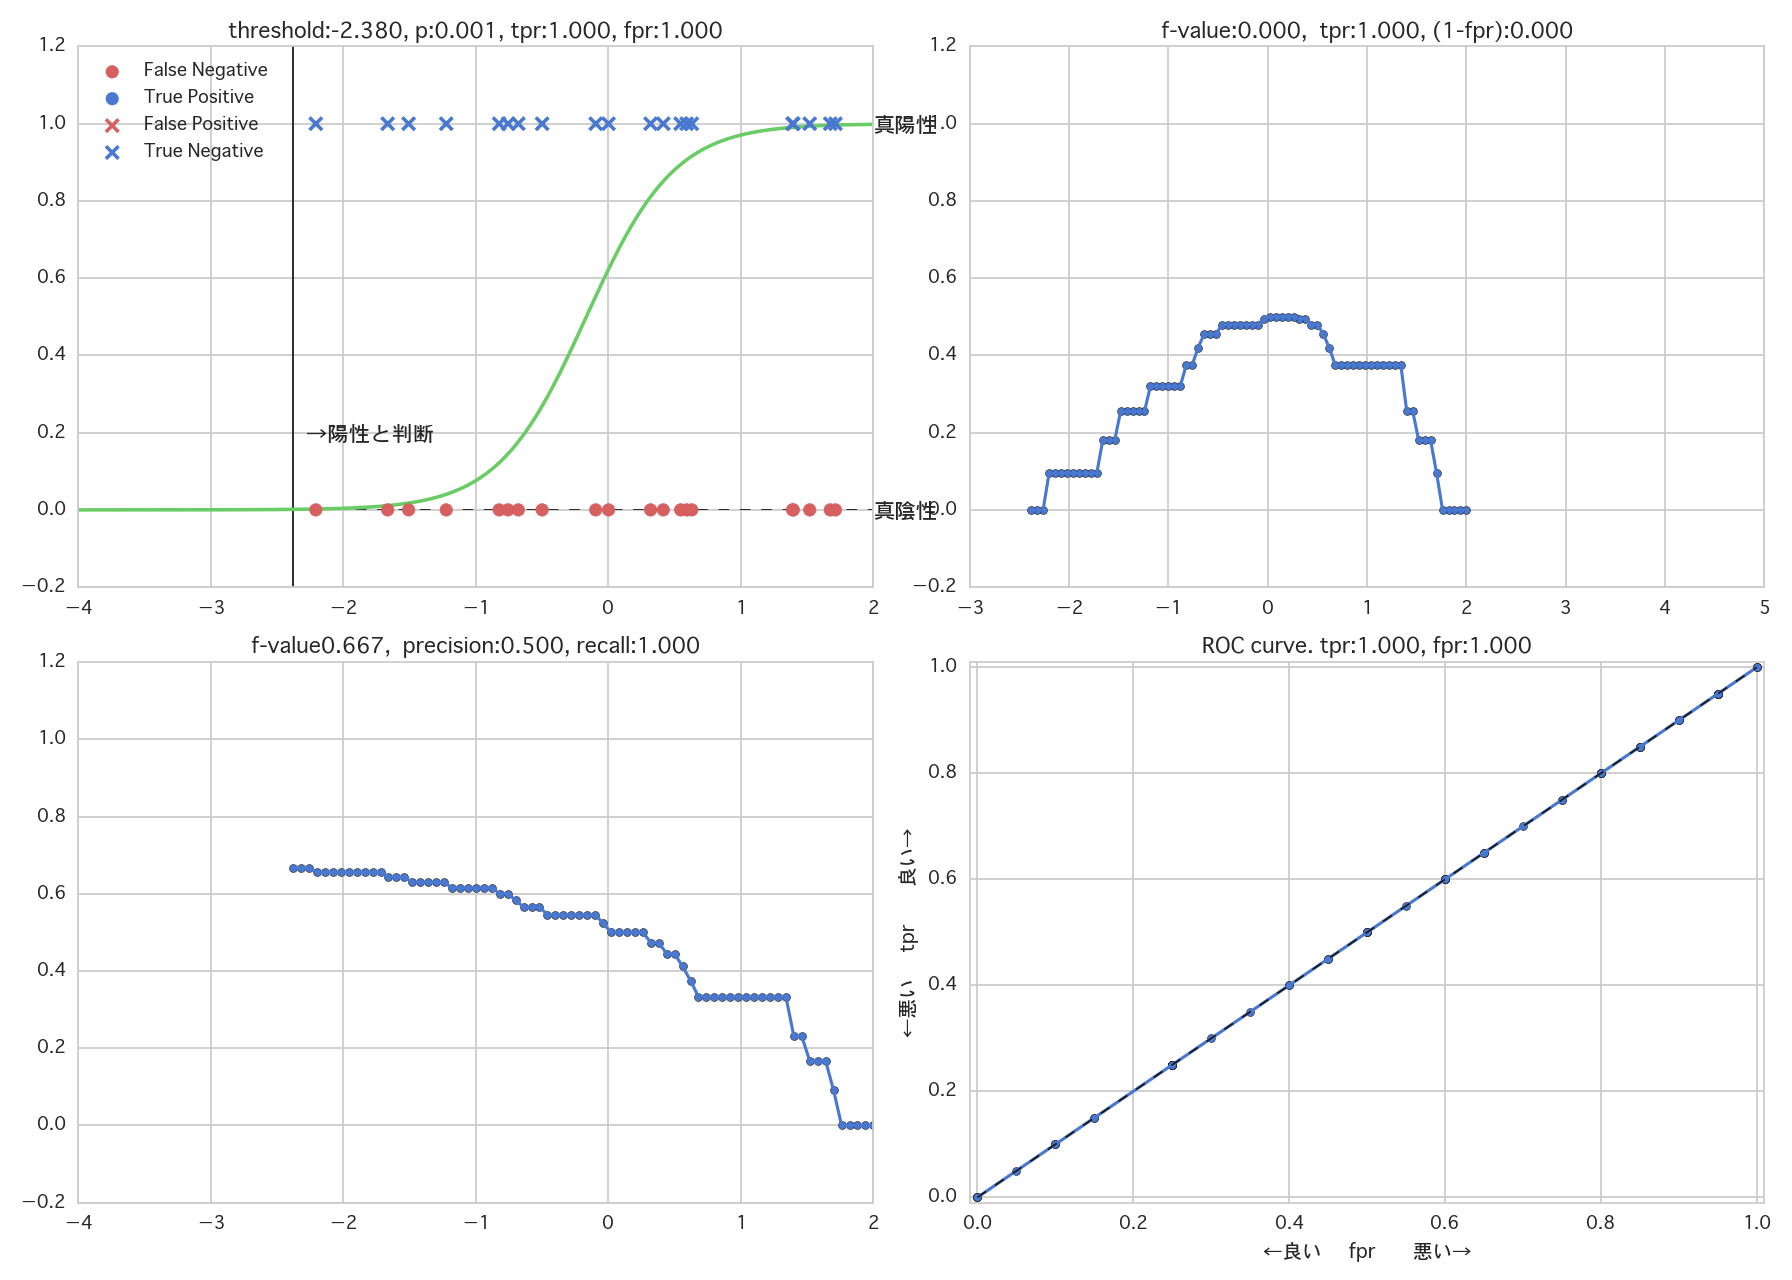 threshold:-2.380, p:0.001, tpr:1.000, fpr:1.000
1.2
1.0
0.8
0.6
0.4
0.2
0.0
−0.2
False Negative
True Positive
False Positive
True Negative
→陽性と判断
真陽性
真陰性
−4 −3 −2 −1 0 1 2
f-value:0.000, tpr:1.000, (1-fpr):0.000
1.2
1.0
0.8
0.6
0.4
0.2
0.0
−0.2
−3 −2 −1 0 1 2 3 4 5
f-value0.667, precision:0.500, recall:1.000
1.2
1.0
0.8
0.6
0.4
0.2
0.0
−0.2
−4 −3 −2 −1 0 1 2
ROC curve. tpr:1.000, fpr:1.000
←悪い tpr 良い→
1.0
0.8
0.6
0.4
0.2
0.0
0.0 0.2 0.4 0.6 0.8 1.0
←良い fpr 悪い→